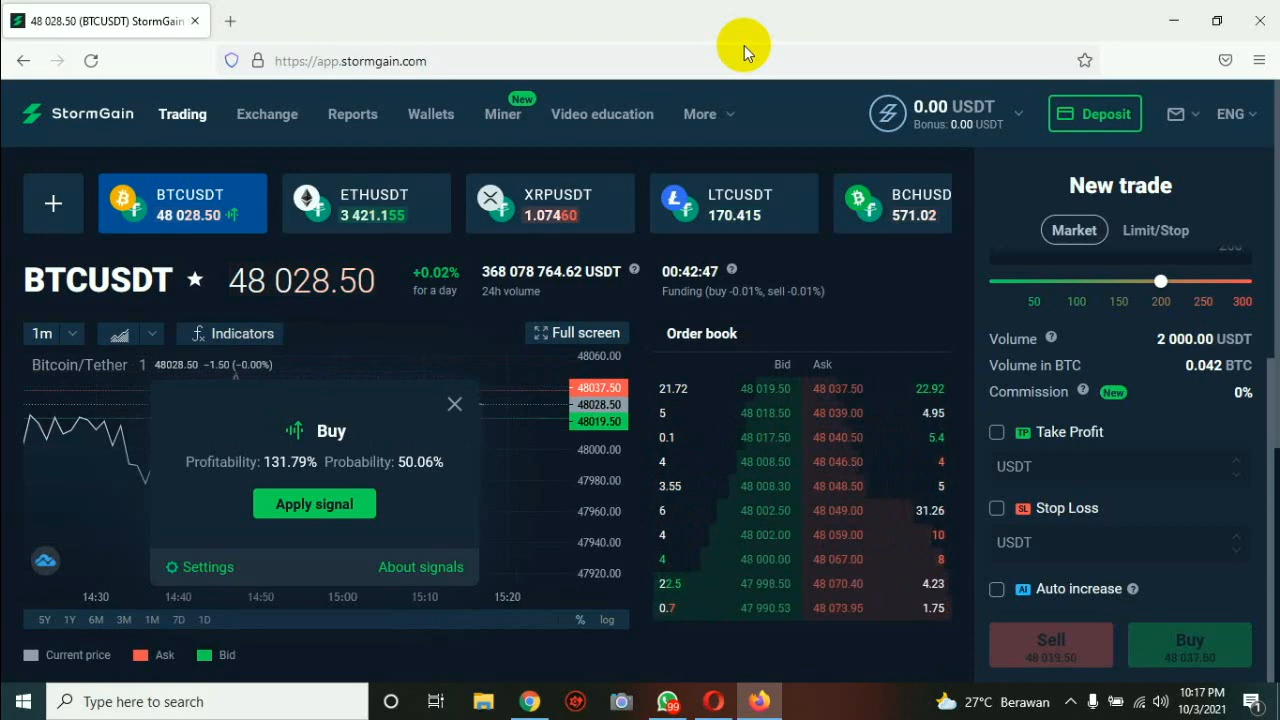 48 028.50 (BTCUSDT) StormGain
https://app.stormgain.com
StormGain
Trading
Exchange
Reports
Wallets
Miner
New
Video education
More
0.00 USDT
Bonus: 0.00 USDT
Deposit
ENG
BTCUSDT
48 028.50
ETHUSDT
3 421.155
XRPUSDT
1.07460
LTCUSDT
170.415
BCHUSD
571.02
BTCUSDT ★ 48 028.50
+0.02%
for a day
368 078 764.62 USDT
24h volume
00:42:47
Funding (buy -0.01%, sell -0.01%)
1m
Indicators
Full screen
Bitcoin/Tether 1 48028.50 −1.50 (−0.00%)
48060.00
48037.50
48028.50
48019.50
48000.00
47980.00
47960.00
47940.00
47920.00
Buy
Profitability: 131.79% Probability: 50.06%
Apply signal
Settings
About signals
14:30 14:40 14:50 15:00 15:10 15:20
5Y 1Y 6M 3M 1M 7D 1D % log
Current price Ask Bid
Order book
Bid Ask
21.72 48 019.50 48 037.50 22.92
5 48 018.50 48 039.00 4.95
0.1 48 017.50 48 040.50 5.4
4 48 008.50 48 046.50 4
3.55 48 008.30 48 048.50 5
6 48 002.50 48 049.00 31.26
4 48 002.00 48 059.00 10
4 48 000.00 48 067.00 8
22.5 47 998.50 48 070.40 4.23
0.7 47 990.53 48 073.95 1.75
New trade
Market
Limit/Stop
50 100 150 200 250 300
Volume 2 000.00 USDT
Volume in BTC 0.042 BTC
Commission New 0%
TP Take Profit
USDT
SL Stop Loss
USDT
AI Auto increase
Sell
48 019.50
Buy
48 037.50
Type here to search
99
27°C Berawan
10:17 PM
10/3/2021
1